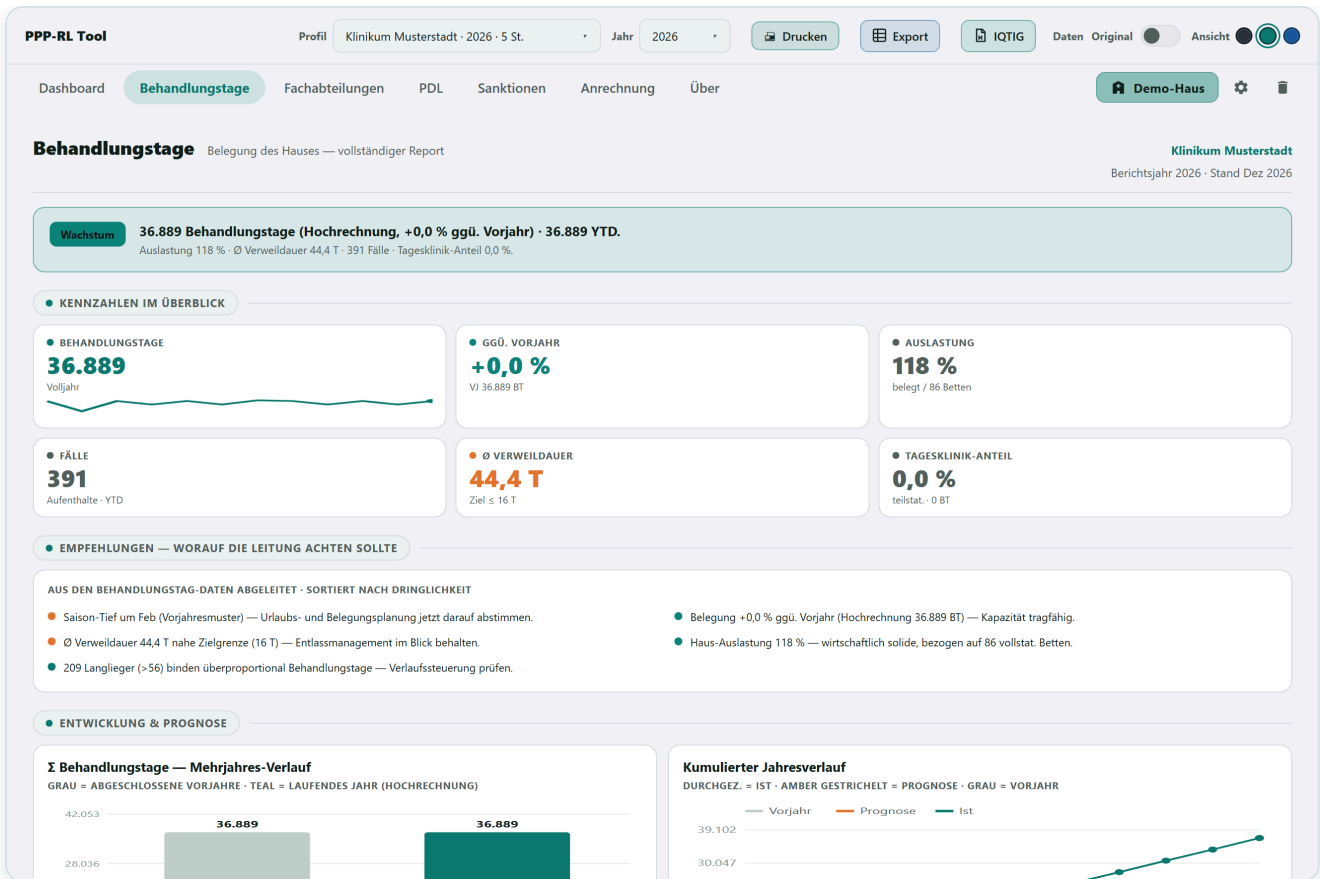 PPP-RL Tool
Profil Klinikum Musterstadt · 2026 · 5 St. Jahr 2026 Drucken Export IQTIG Daten Original Ansicht
Dashboard Behandlungstage Fachabteilungen PDL Sanktionen Anrechnung Über Demo-Haus
Behandlungstage Belegung des Hauses — vollständiger Report
Klinikum Musterstadt
Berichtsjahr 2026 · Stand Dez 2026
Wachstum
36.889 Behandlungstage (Hochrechnung, +0,0 % ggü. Vorjahr) · 36.889 YTD.
Auslastung 118 % · Ø Verweildauer 44,4 T · 391 Fälle · Tagesklinik-Anteil 0,0 %.
KENNZAHLEN IM ÜBERBLICK
BEHANDLUNGSTAGE
36.889
Volljahr
GGÜ. VORJAHR
+0,0 %
VJ 36.889 BT
AUSLASTUNG
118 %
belegt / 86 Betten
FÄLLE
391
Aufenthalte · YTD
Ø VERWEILDAUER
44,4 T
Ziel ≤ 16 T
TAGESKLINIK-ANTEIL
0,0 %
teilstat. · 0 BT
EMPFEHLUNGEN — WORAUF DIE LEITUNG ACHTEN SOLLTE
AUS DEN BEHANDLUNGSTAG-DATEN ABGELEITET · SORTIERT NACH DRINGLICHKEIT
Saison-Tief um Feb (Vorjahresmuster) — Urlaubs- und Belegungsplanung jetzt darauf abstimmen.
Ø Verweildauer 44,4 T nahe Zielgrenze (16 T) — Entlassmanagement im Blick behalten.
209 Langlieger (>56) binden überproportional Behandlungstage — Verlaufssteuerung prüfen.
Belegung +0,0 % ggü. Vorjahr (Hochrechnung 36.889 BT) — Kapazität tragfähig.
Haus-Auslastung 118 % — wirtschaftlich solide, bezogen auf 86 vollstat. Betten.
ENTWICKLUNG & PROGNOSE
Σ Behandlungstage — Mehrjahres-Verlauf
GRAU = ABGESCHLOSSENE VORJAHRE · TEAL = LAUFENDES JAHR (HOCHRECHNUNG)
42.053
36.889
36.889
28.036
Kumulierter Jahresverlauf
DURCHGEZ. = IST · AMBER GESTRICHELT = PROGNOSE · GRAU = VORJAHR
Vorjahr Prognose Ist
39.102
30.047